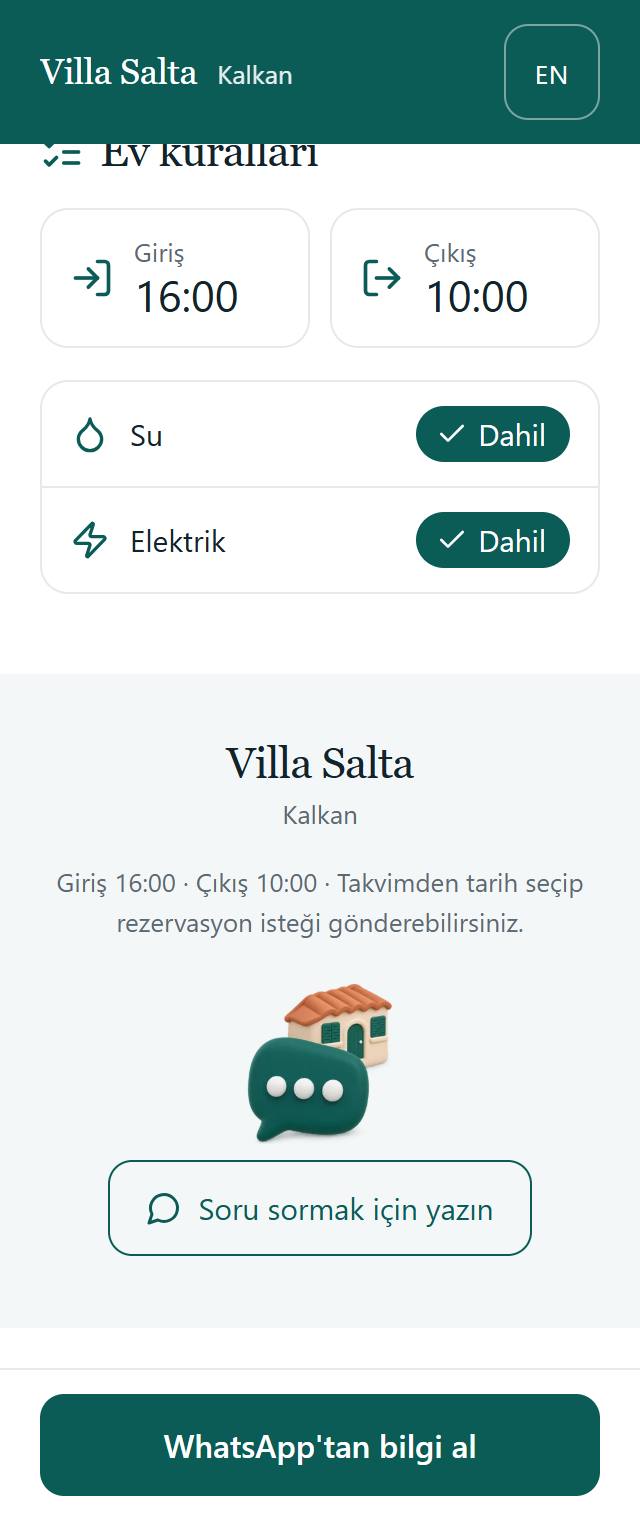 Villa Salta Kalkan
EN
Ev kuralları
Giriş
16:00
Çıkış
10:00
Su
Dahil
Elektrik
Dahil
Villa Salta
Kalkan
Giriş 16:00 · Çıkış 10:00 · Takvimden tarih seçip
rezervasyon isteği gönderebilirsiniz.
Soru sormak için yazın
WhatsApp'tan bilgi al